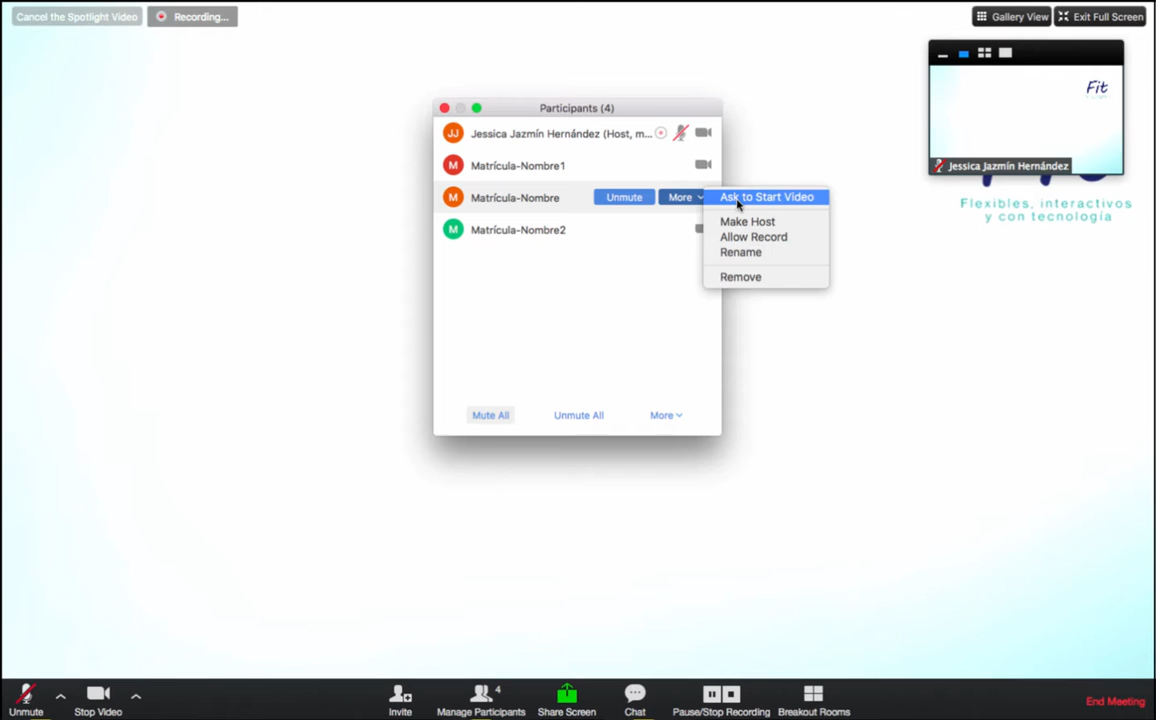 Cancel the Spotlight Video
Recording...
Gallery View
Exit Full Screen
Fit
Jessica Jazmín Hernández
Flexibles, interactivos
y con tecnología
Participants (4)
JJ Jessica Jazmín Hernández (Host, m...
M Matrícula-Nombre1
M Matrícula-Nombre Unmute More
M Matrícula-Nombre2
Ask to Start Video
Make Host
Allow Record
Rename
Remove
Mute All Unmute All More
Unmute
Stop Video
Invite
4
Manage Participants
Share Screen
Chat
Pause/Stop Recording
Breakout Rooms
End Meeting